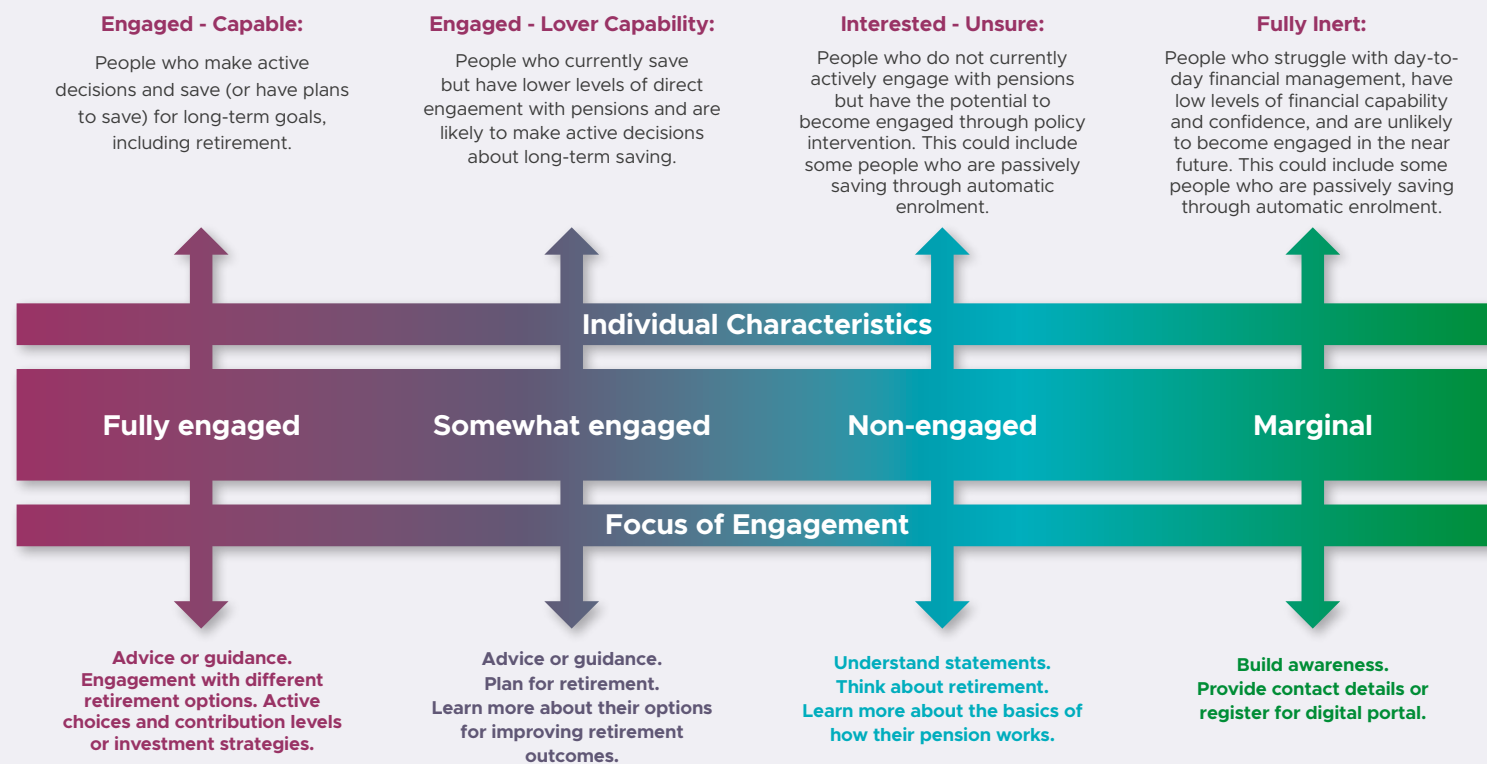 Engaged - Capable:
People who make active
decisions and save (or have plans
to save) for long-term goals,
including retirement.
Engaged - Lover Capability:
People who currently save
but have lower levels of direct
engaement with pensions and are
likely to make active decisions
about long-term saving.
Interested - Unsure:
People who do not currently
actively engage with pensions
but have the potential to
become engaged through policy
intervention. This could include
some people who are passively
saving through automatic
enrolment.
Fully Inert:
People who struggle with day-to-
day financial management, have
low levels of financial capability
and confidence, and are unlikely
to become engaged in the near
future. This could include some
people who are passively saving
through automatic enrolment.
Individual Characteristics
Fully engaged
Somewhat engaged
Non-engaged
Marginal
Focus of Engagement
Advice or guidance.
Engagement with different
retirement options. Active
choices and contribution levels
or investment strategies.
Advice or guidance.
Plan for retirement.
Learn more about their options
for improving retirement
outcomes.
Understand statements.
Think about retirement.
Learn more about the basics of
how their pension works.
Build awareness.
Provide contact details or
register for digital portal.